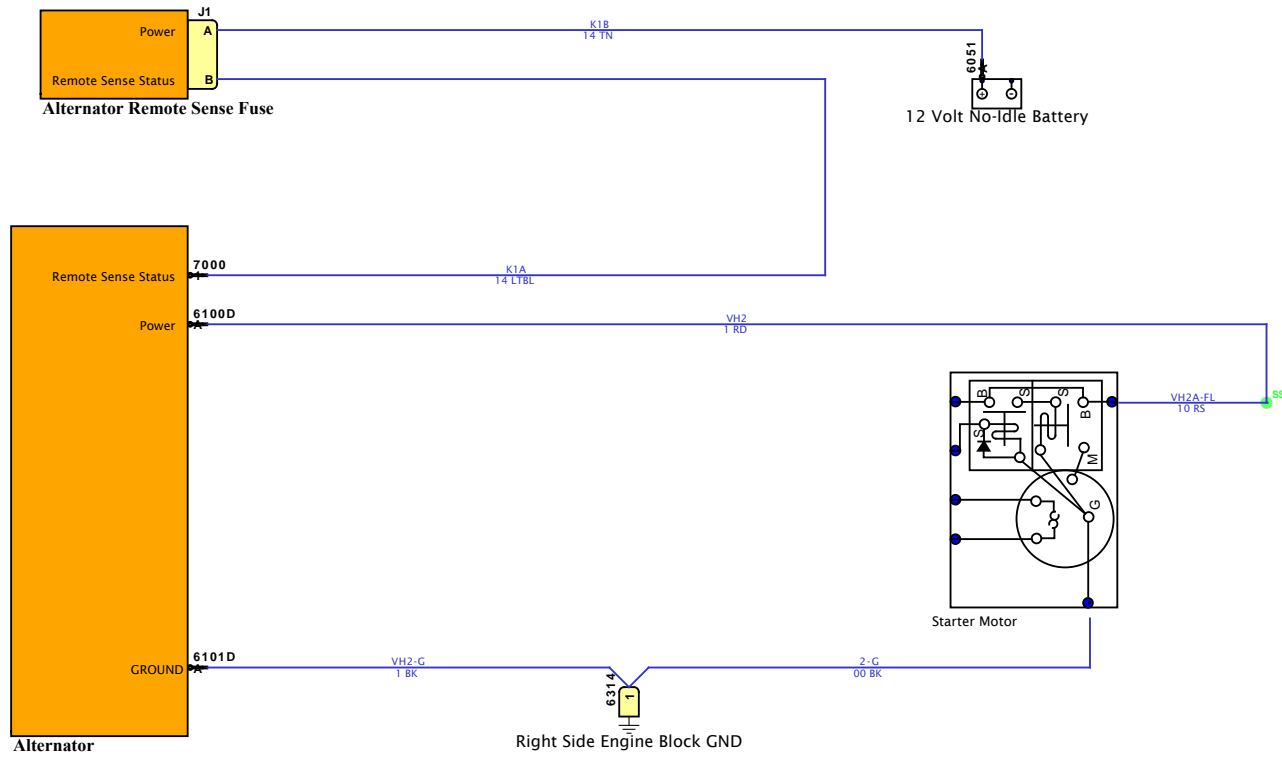 J1
Power
A
K1B
14 TN
Remote Sense Status
B
Alternator Remote Sense Fuse
6051
A
+
-
12 Volt No-Idle Battery
Remote Sense Status
7000
K1A
14 LTBL
Power
6100D
A
VH2
1 RD
B
S
S
B
VH2A-FL
10 RS
S
M
G
Starter Motor
GROUND
6101D
A
VH2-G
1 BK
2-G
00 BK
6314
1
Right Side Engine Block GND
Alternator